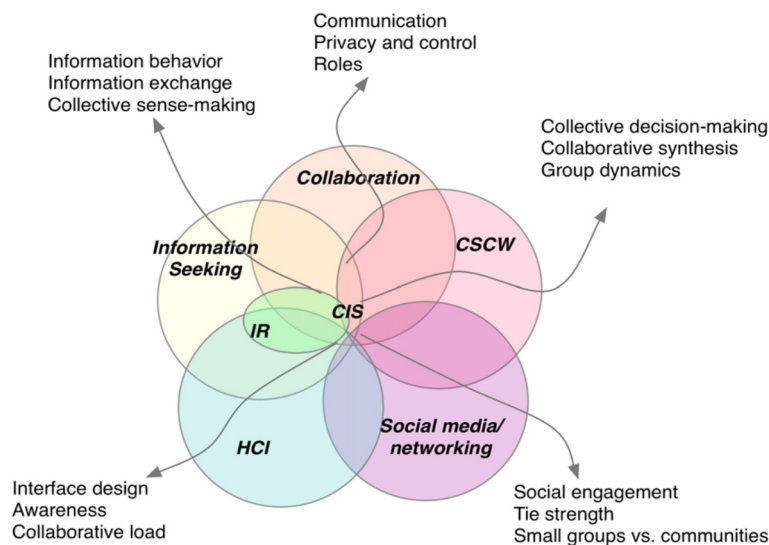 Communication
Privacy and control
Roles
Information behavior
Information exchange
Collective sense-making
Collective decision-making
Collaborative synthesis
Group dynamics
Collaboration
CSCW
Information
Seeking
CIS
IR
HCI
Social media/
networking
Interface design
Awareness
Collaborative load
Social engagement
Tie strength
Small groups vs. communities